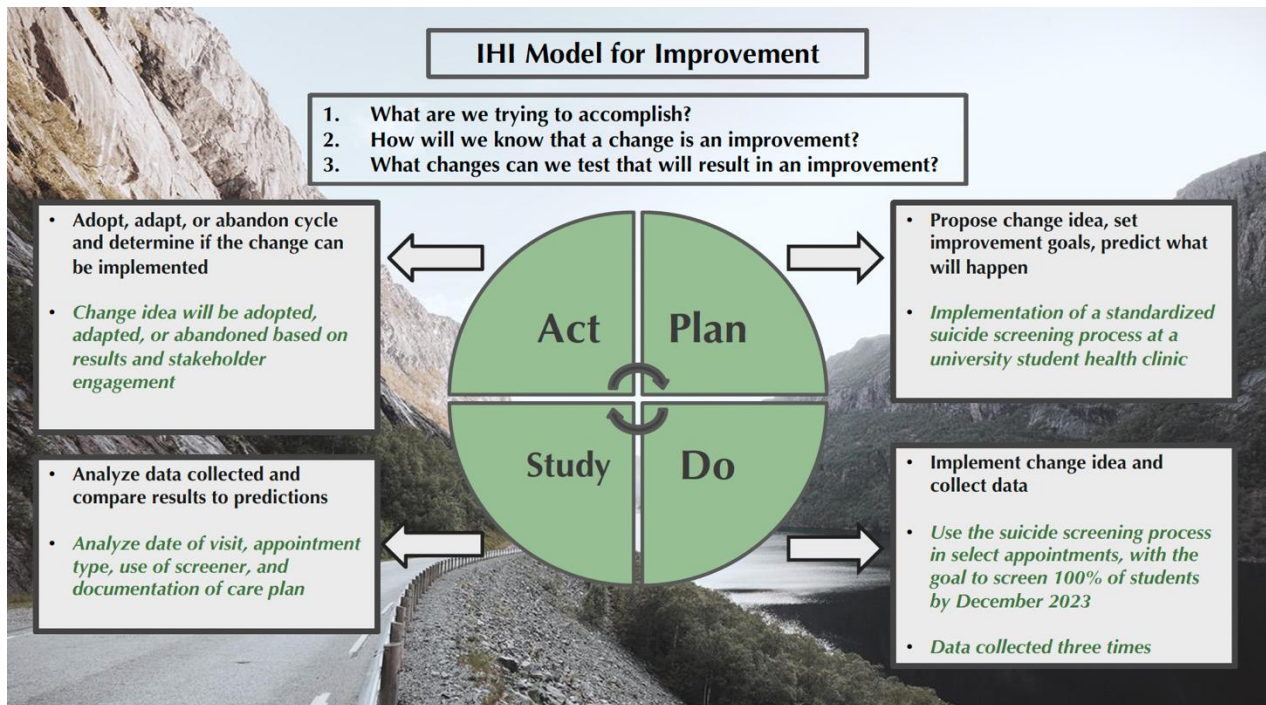 IHI Model for Improvement
1. What are we trying to accomplish?
2. How will we know that a change is an improvement?
3. What changes can we test that will result in an improvement?
• Adopt, adapt, or abandon cycle
and determine if the change can
be implemented
• Change idea will be adopted,
adapted, or abandoned based on
results and stakeholder
engagement
Act
Plan
• Propose change idea, set
improvement goals, predict what
will happen
• Implementation of a standardized
suicide screening process at a
university student health clinic
• Analyze data collected and
compare results to predictions
• Analyze date of visit, appointment
type, use of screener, and
documentation of care plan
Study
Do
• Implement change idea and
collect data
• Use the suicide screening process
in select appointments, with the
goal to screen 100% of students
by December 2023
• Data collected three times